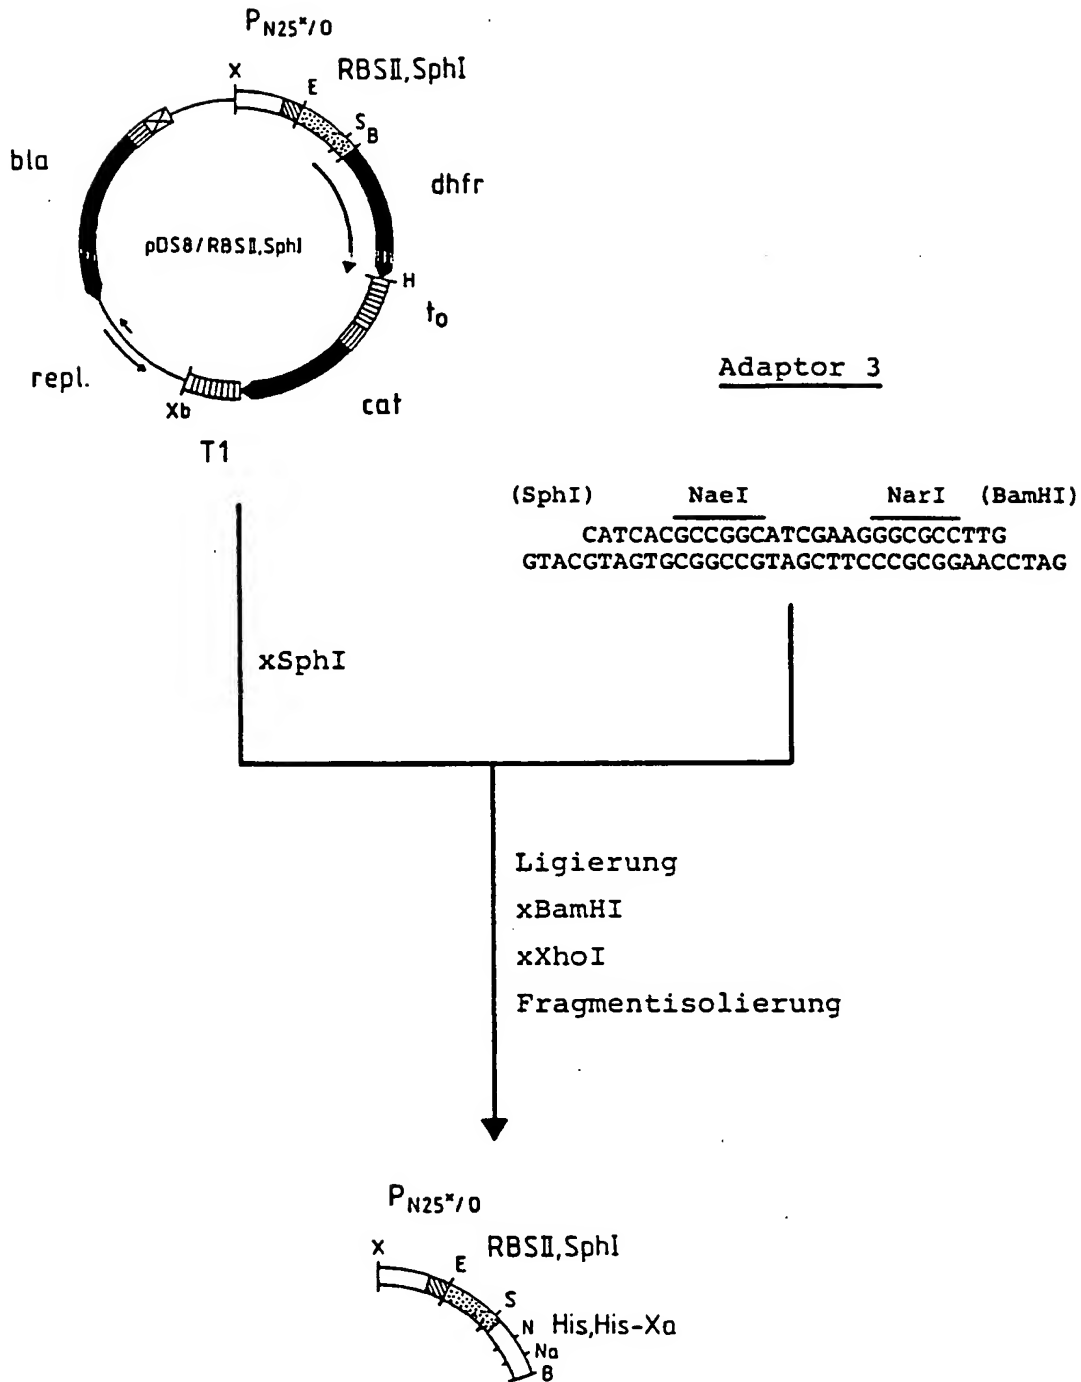 P N25*/O
X
E
RBSII,SphI
S
B
bla
dhfr
pDS8/RBSII,SphI
H
to
repl.
Xb
cat
T1
Adaptor 3
(SphI) NaeI NarI (BamHI)
CATCACGCCGGCATCGAAGGGCGCCTTG
GTACGTAGTGCGGCCGTAGCTTCCCGCGGAACCTAG
xSphI
Ligierung
xBamHI
xXhoI
Fragmentisolierung
P N25*/O
X
E
RBSII,SphI
S
N
His,His-Xa
Na
B